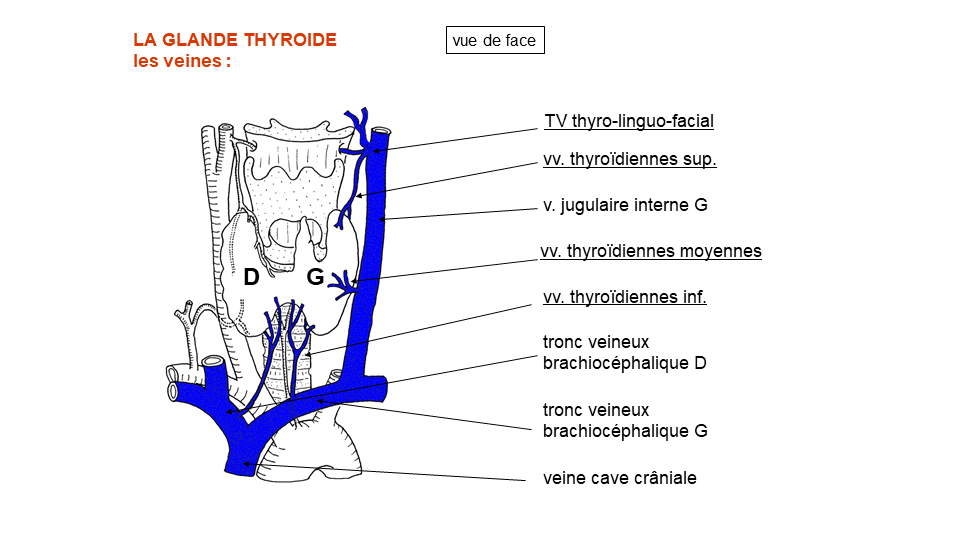 LA GLANDE THYROIDE
les veines :
vue de face
TV thyro-linguo-facial
vv. thyroïdiennes sup.
v. jugulaire interne G
vv. thyroïdiennes moyennes
D G
vv. thyroïdiennes inf.
tronc veineux
brachiocéphalique D
tronc veineux
brachiocéphalique G
veine cave crâniale